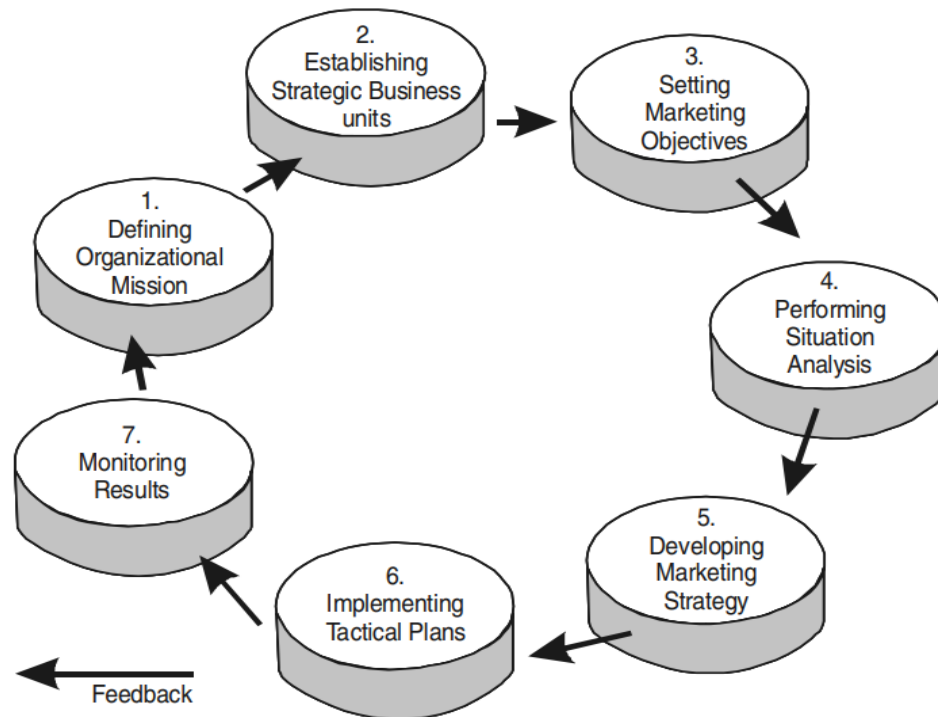 1.
Defining
Organizational
Mission
2.
Establishing
Strategic Business
units
3.
Setting
Marketing
Objectives
4.
Performing
Situation
Analysis
5.
Developing
Marketing
Strategy
6.
Implementing
Tactical Plans
7.
Monitoring
Results
Feedback